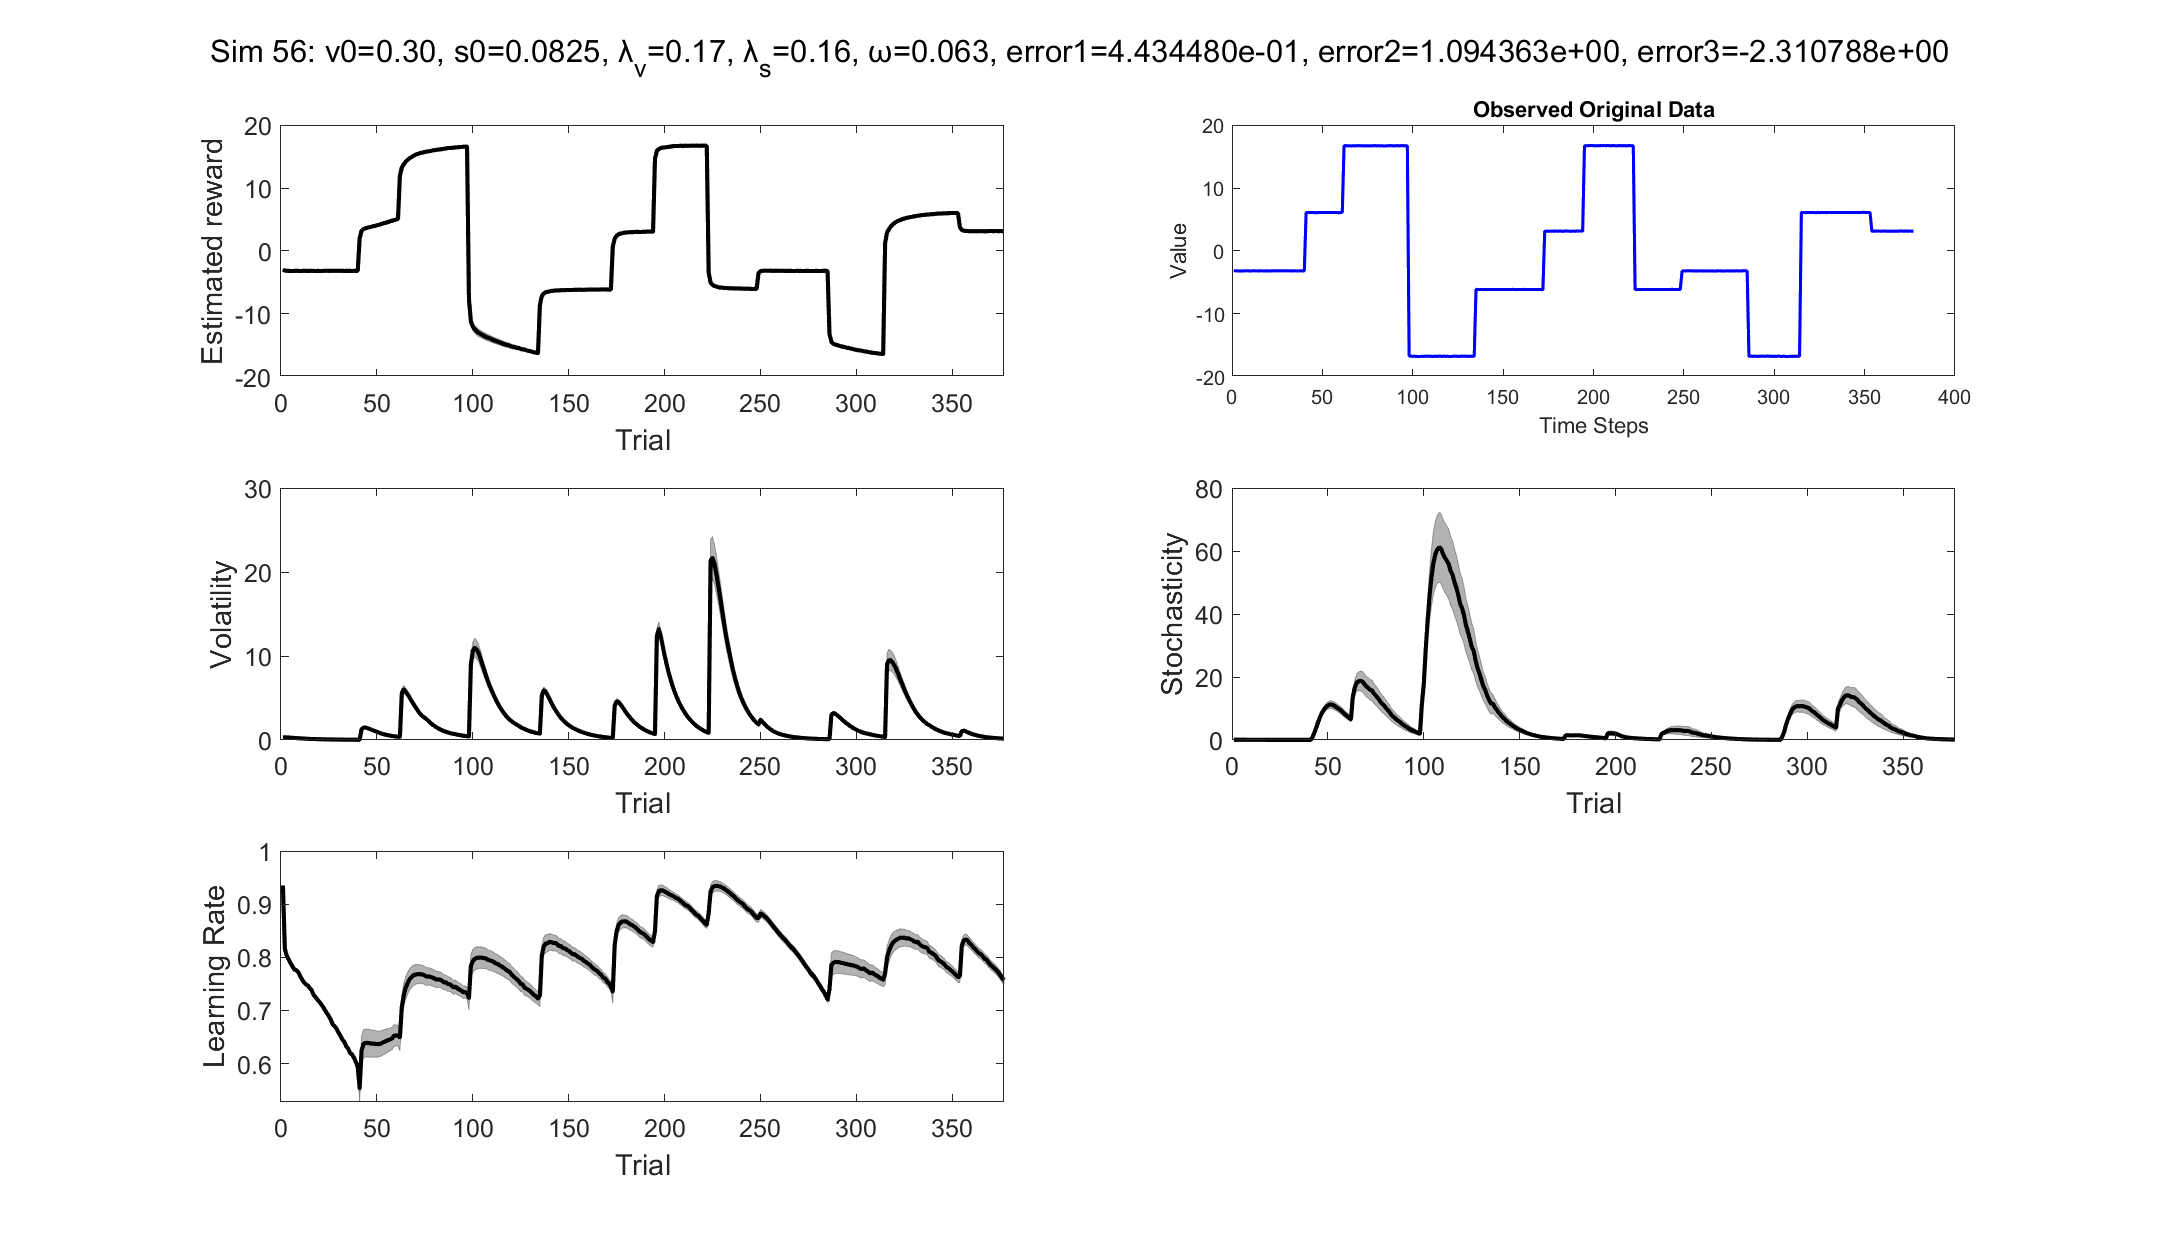 Sim 56: v0=0.30, s0=0.0825, λv=0.17, λs=0.16, ω=0.063, error1=4.434480e-01, error2=1.094363e+00, error3=-2.310788e+00
Estimated reward
20
10
0
-10
-20
0 50 100 150 200 250 300 350
Trial
Observed Original Data
Value
20
10
0
-10
-20
0 50 100 150 200 250 300 350 400
Time Steps
Volatility
30
20
10
0
0 50 100 150 200 250 300 350
Trial
Stochasticity
80
60
40
20
0
0 50 100 150 200 250 300 350
Trial
Learning Rate
1
0.9
0.8
0.7
0.6
0 50 100 150 200 250 300 350
Trial